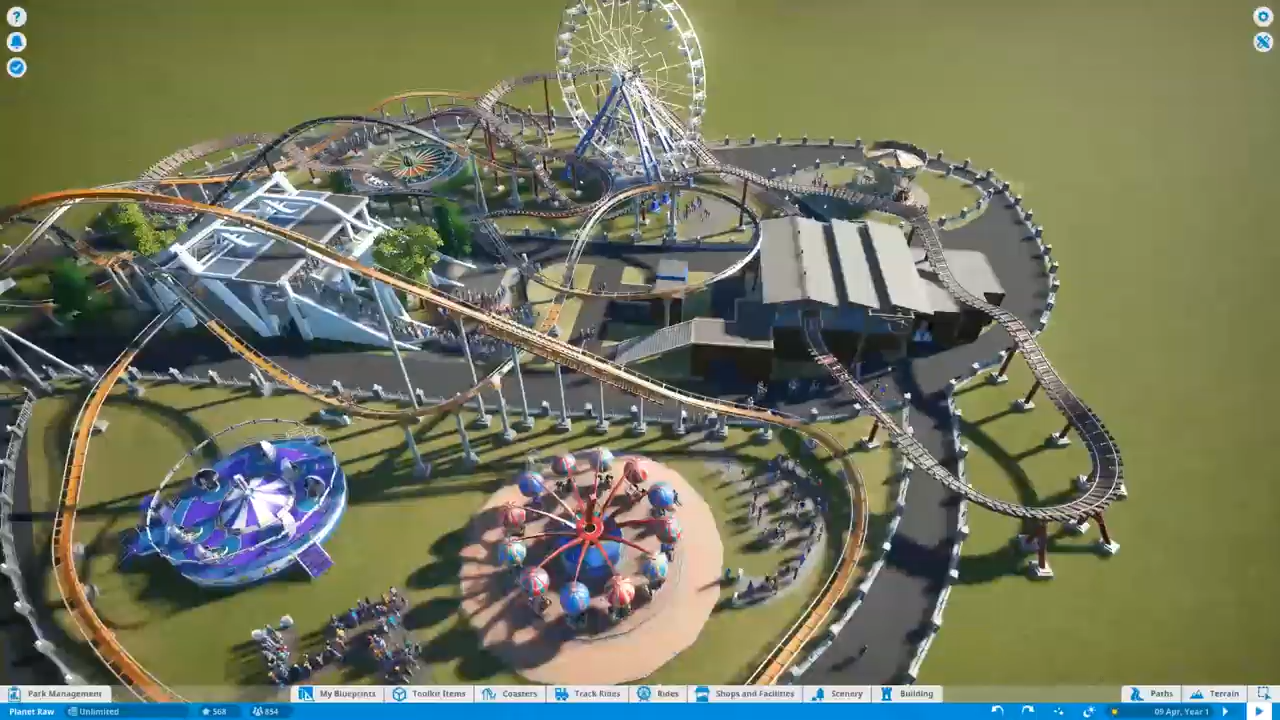 ?
Park Management
My Blueprints
Toolkit Items
Coasters
Track Rides
Rides
Shops and Facilities
Scenery
Building
Paths
Terrain
Planet Raw
Unlimited
568
854
09 Apr, Year 1